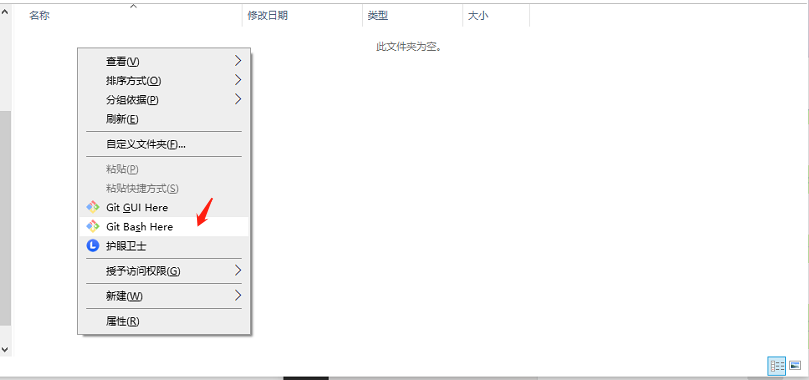 名称 修改日期 类型 大小
此文件夹为空。
查看(V)
排序方式(O)
分组依据(P)
刷新(E)
自定义文件夹(F)...
粘贴(P)
粘贴快捷方式(S)
Git GUI Here
Git Bash Here
护眼卫士
授予访问权限(G)
新建(W)
属性(R)